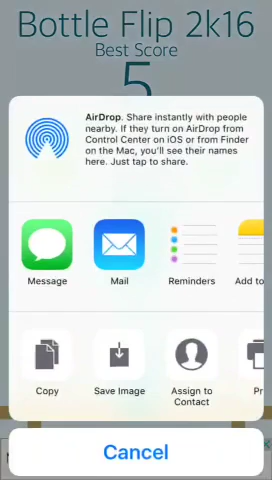 Bottle Flip 2k16
Best Score
5
AirDrop. Share instantly with people
nearby. If they turn on AirDrop from
Control Center on iOS or from Finder
on the Mac, you'll see their names
here. Just tap to share.
Message Mail Reminders Add to
Copy Save Image Assign to
Contact Pr
Cancel